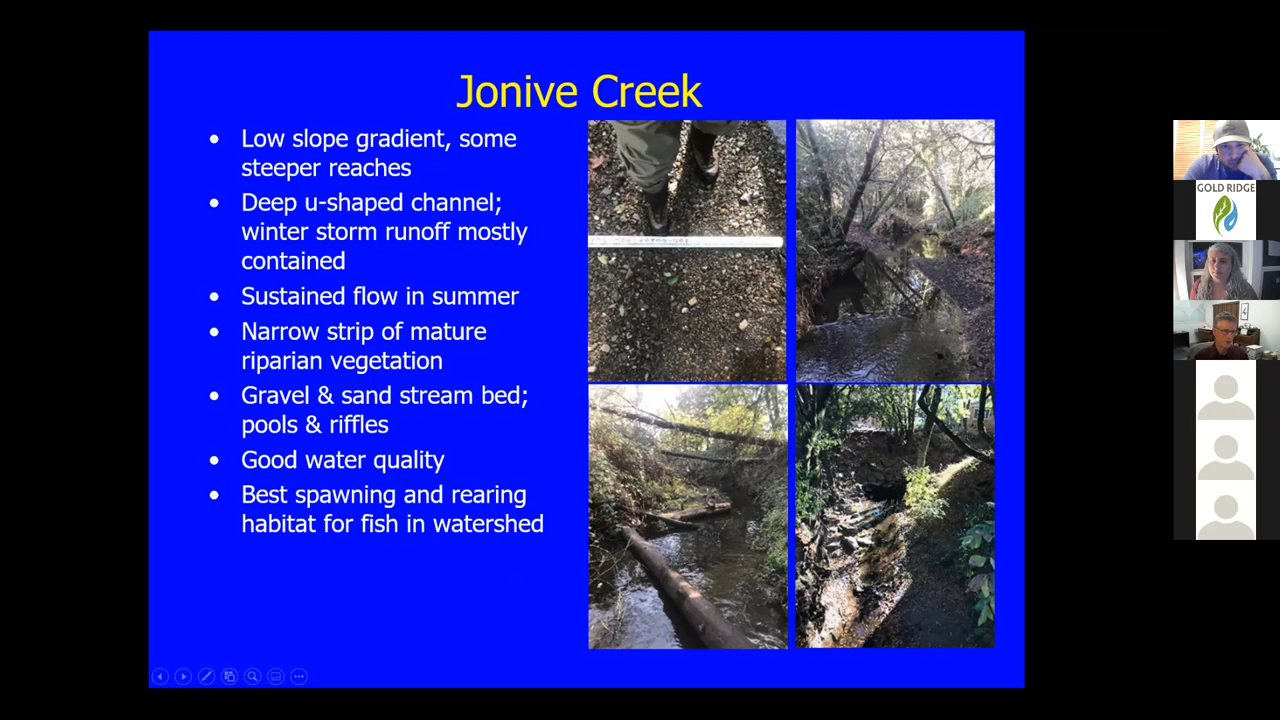 Jonive Creek
• Low slope gradient, some
steeper reaches
• Deep u-shaped channel;
winter storm runoff mostly
contained
• Sustained flow in summer
• Narrow strip of mature
riparian vegetation
• Gravel & sand stream bed;
pools & riffles
• Good water quality
• Best spawning and rearing
habitat for fish in watershed
GOLD RIDGE